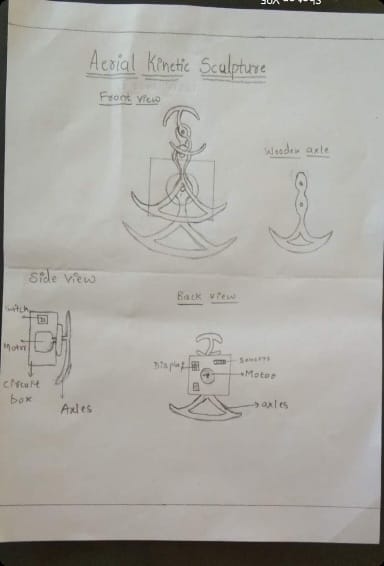 Aerial Kinetic Sculpture
Front view
Wooden axle
Side View
Switch
Motor
Circuit
box
Axles
Back view
Display
Sensors
Motor
axles